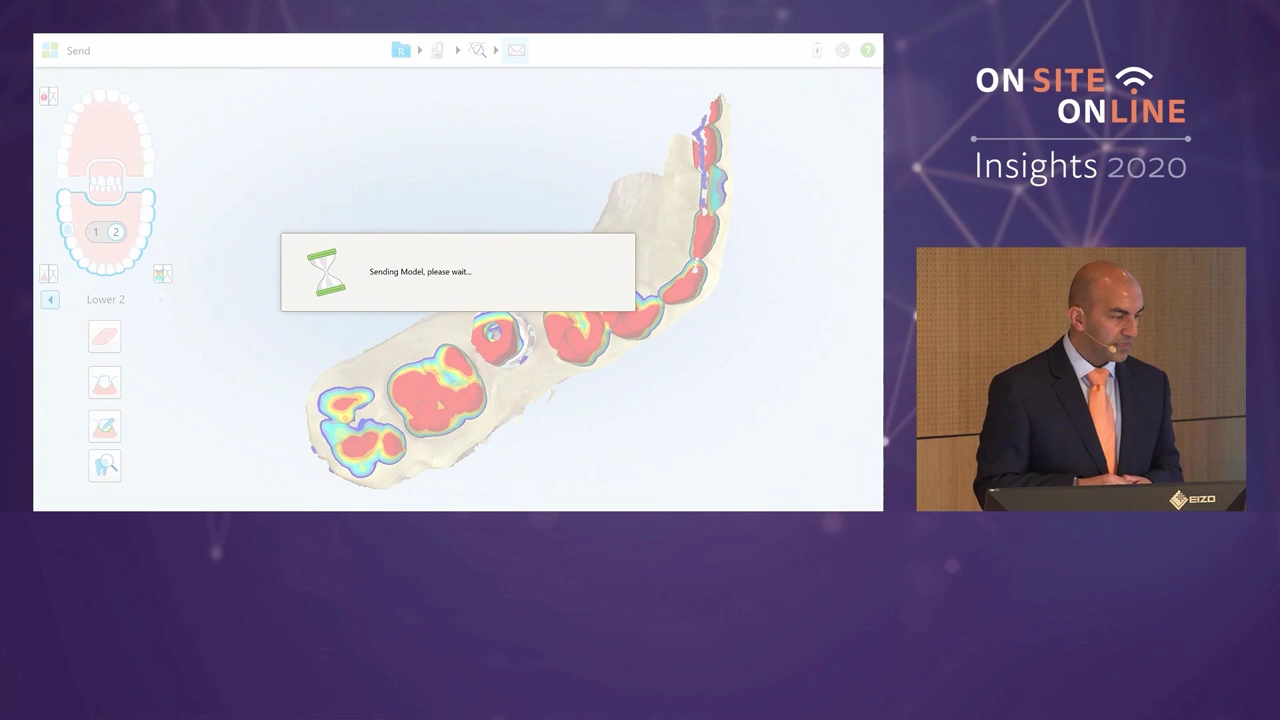 Send
R
?
1 2
Lower 2
Sending Model, please wait...
ON SITE
ONLINE
Insights 2020
EIZO